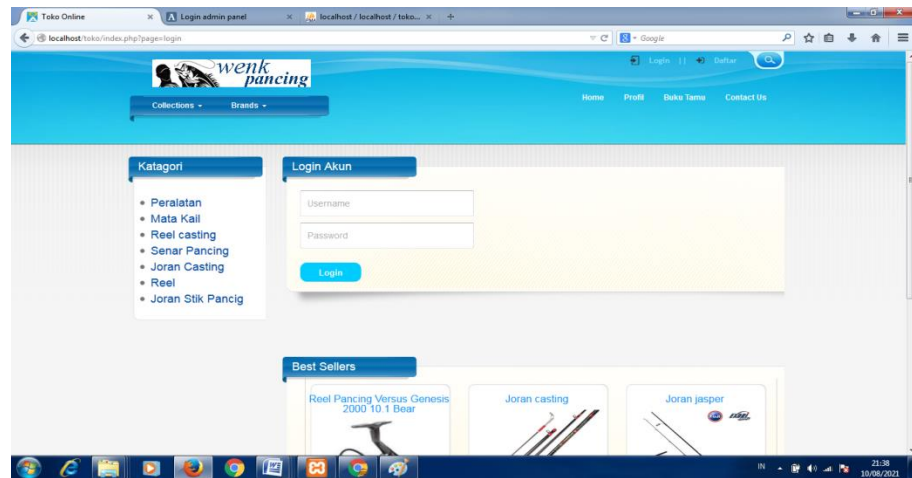 Toko Online
Login admin panel
localhost / localhost / toko...
localhost/toko/index.php?page=login
Google
wenk
pancing
Login || Daftar
Collections
Brands
Home
Profil
Buku Tamu
Contact Us
Katagori
Peralatan
Mata Kail
Reel casting
Senar Pancing
Joran Casting
Reel
Joran Stik Pancig
Login Akun
Username
Password
Login
Best Sellers
Reel Pancing Versus Genesis
2000 10.1 Bear
Joran casting
Joran jasper
IN
21:38
10/08/2021